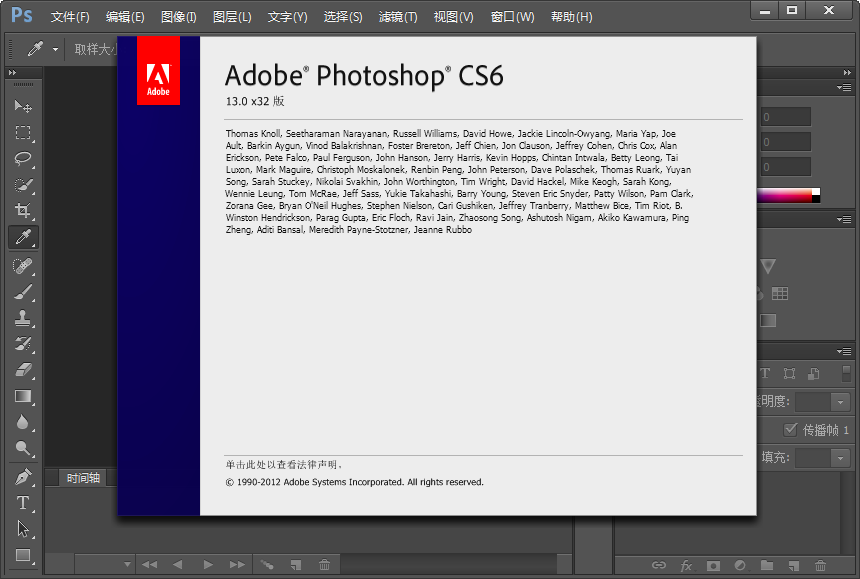 Ps 文件(F) 编辑(E) 图像(I) 图层(L) 文字(Y) 选择(S) 滤镜(T) 视图(V) 窗口(W) 帮助(H)
取样大小
Adobe
Adobe® Photoshop® CS6
13.0 x32 版
Thomas Knoll, Seetharaman Narayanan, Russell Williams, David Howe, Jackie Lincoln-Owyang, Maria Yap, Joe
Ault, Barkin Aygun, Vinod Balakrishnan, Foster Brereton, Jeff Chien, Jon Clauson, Jeffrey Cohen, Chris Cox, Alan
Erickson, Pete Falco, Paul Ferguson, John Hanson, Jerry Harris, Kevin Hopps, Chintan Intwala, Betty Leong, Tai
Luxon, Mark Maguire, Christoph Moskalonek, Renbin Peng, John Peterson, Dave Polaschek, Thomas Ruark, Yuyan
Song, Sarah Stuckey, Nikolai Svakhin, John Worthington, Tim Wright, David Hackel, Mike Keogh, Sarah Kong,
Wennie Leung, Tom McRae, Jeff Sass, Yukie Takahashi, Barry Young, Steven Eric Snyder, Patty Wilson, Pam Clark,
Zorana Gee, Bryan O'Neil Hughes, Stephen Nielson, Cari Gushiken, Jeffrey Tranberry, Matthew Bice, Tim Riot, B.
Winston Hendrickson, Parag Gupta, Eric Floch, Ravi Jain, Zhaosong Song, Ashutosh Nigam, Akiko Kawamura, Ping
Zheng, Aditi Bansal, Meredith Payne-Stotzner, Jeanne Rubbo
0
0
0
透明度:
传播帧 1
填充:
单击此处以查看法律声明。
© 1990-2012 Adobe Systems Incorporated. All rights reserved.
时间轴